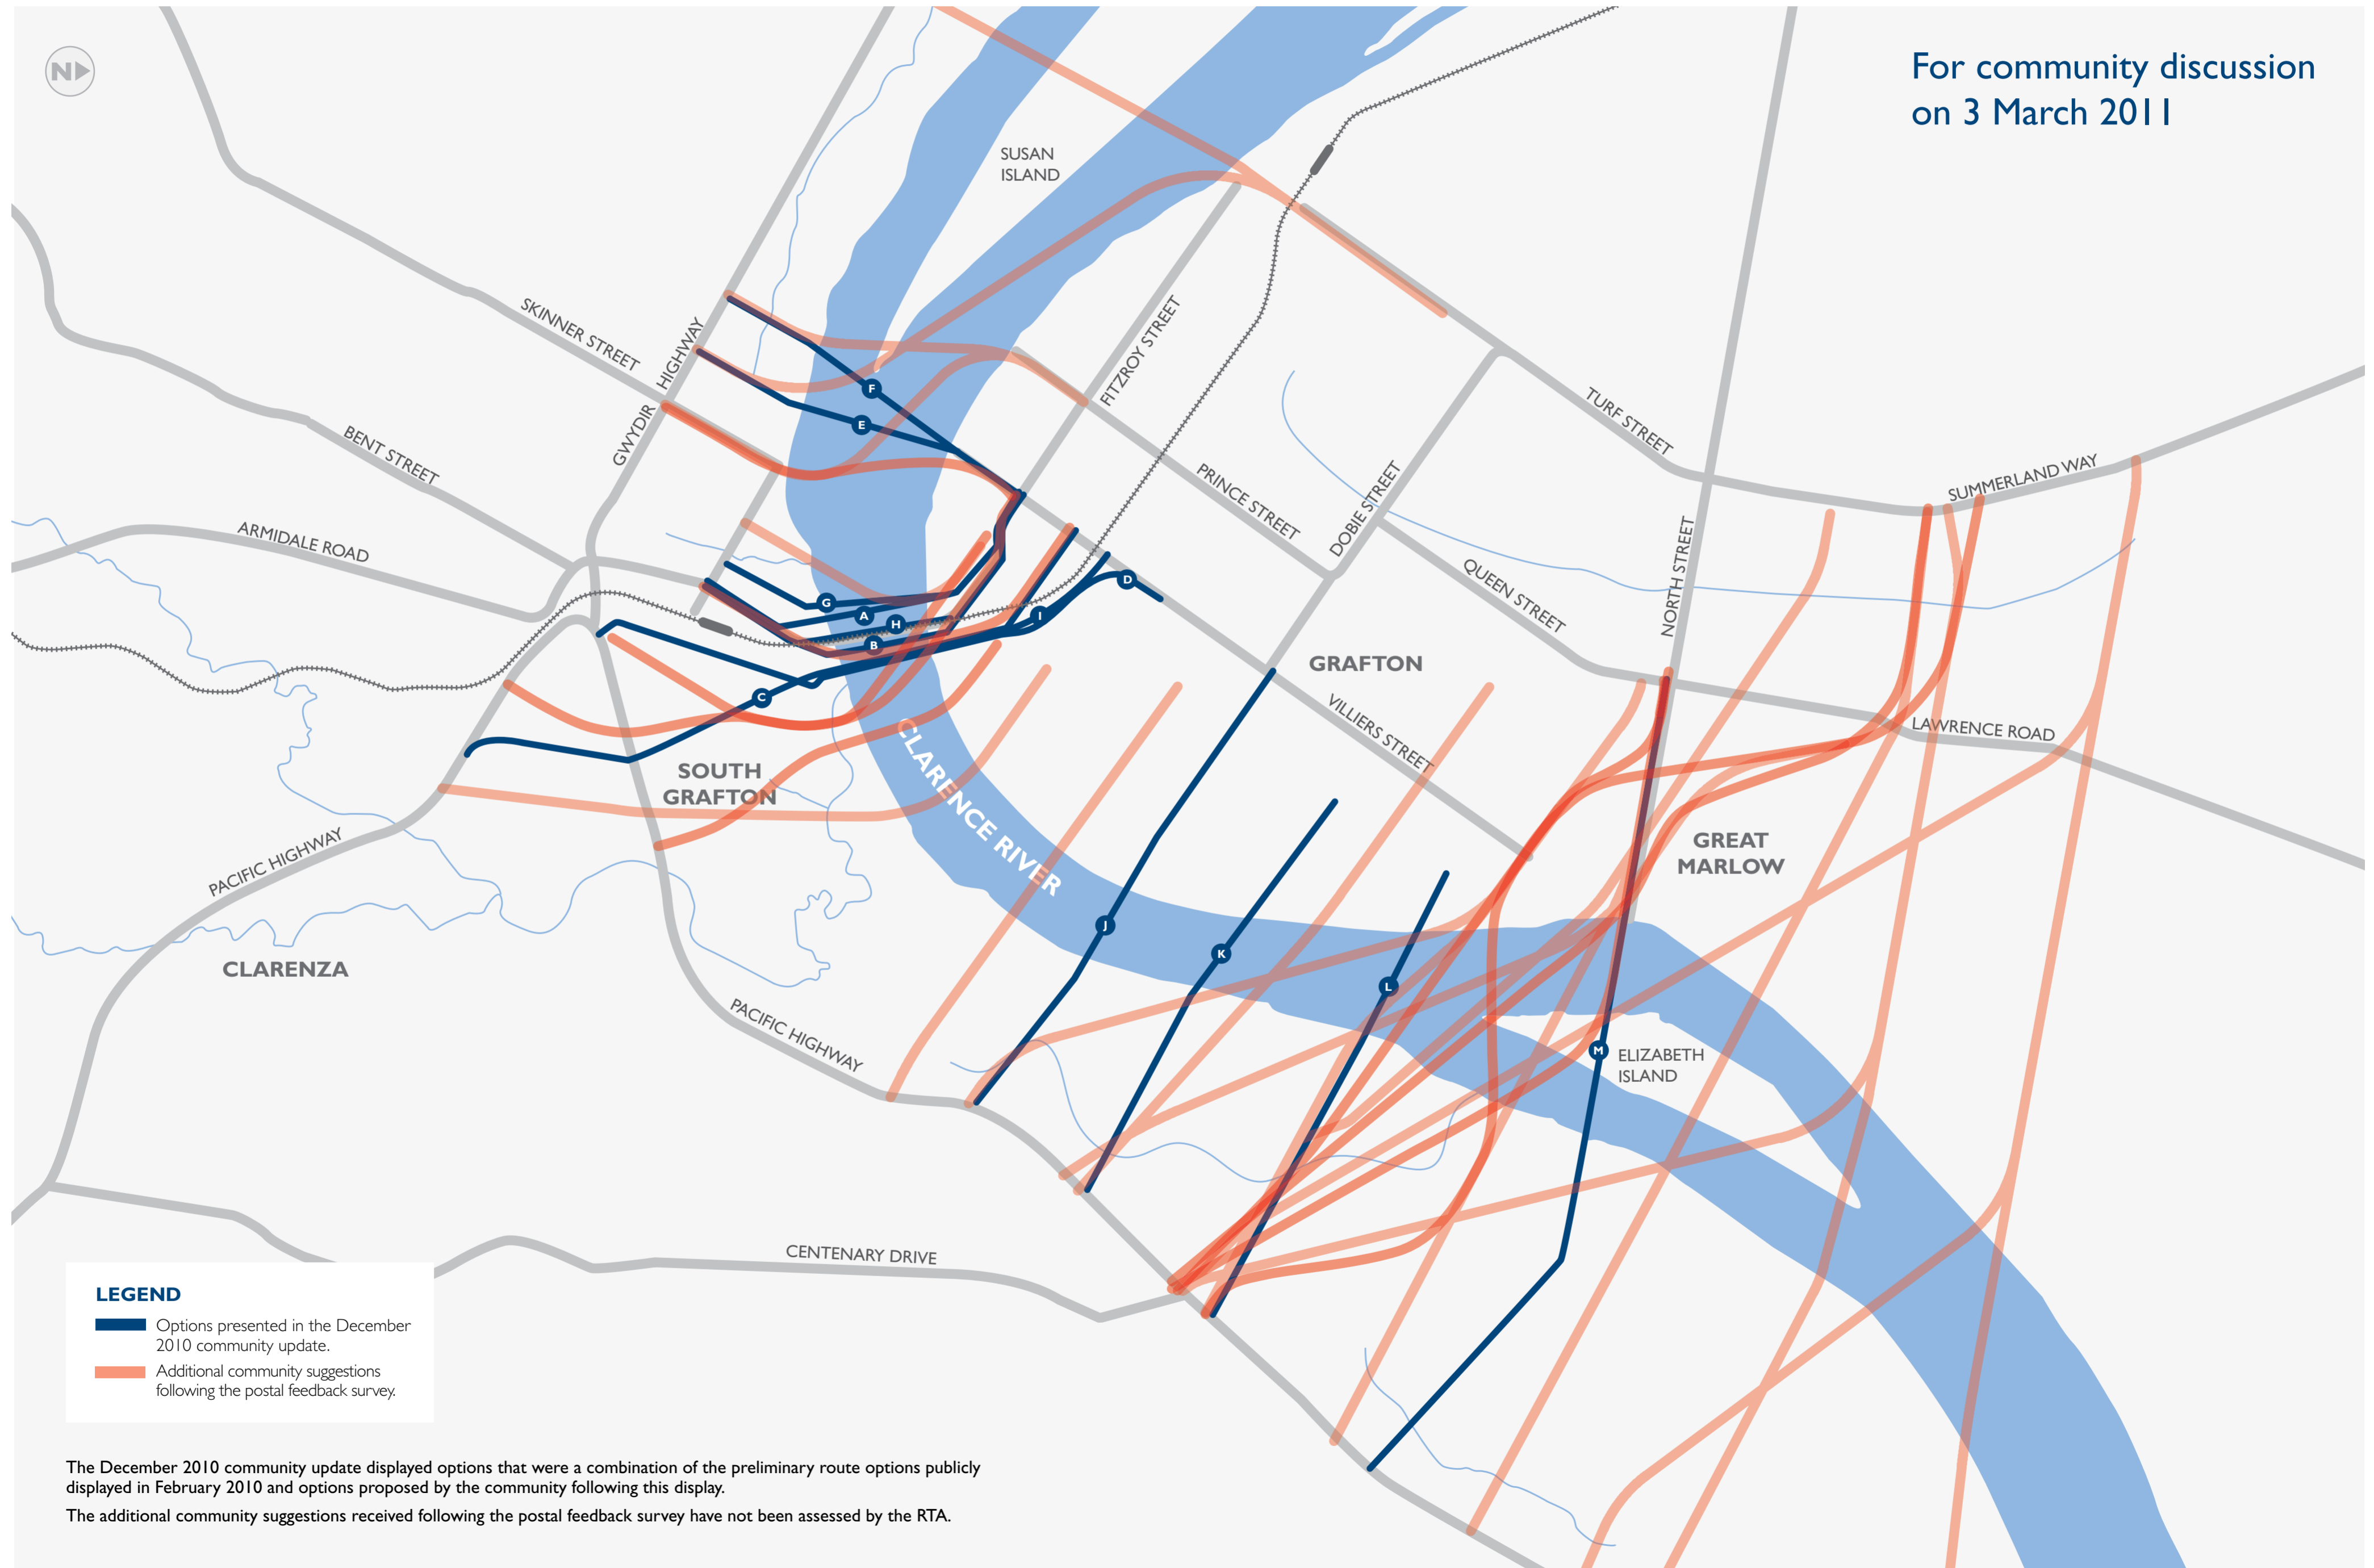 N
For community discussion
on 3 March 2011
SUSAN
ISLAND
SKINNER STREET
GWYDIR HIGHWAY
FITZROY STREET
BENT STREET
ARMIDALE ROAD
PRINCE STREET
DOBIE STREET
TURF STREET
SUMMERLAND WAY
QUEEN STREET
NORTH STREET
F
E
G
A
H
B
I
D
C
GRAFTON
VILLIERS STREET
LAWRENCE ROAD
SOUTH
GRAFTON
CLARENCE RIVER
GREAT
MARLOW
PACIFIC HIGHWAY
CLARENZA
J
K
L
M
ELIZABETH
ISLAND
PACIFIC HIGHWAY
CENTENARY DRIVE
LEGEND
Options presented in the December
2010 community update.
Additional community suggestions
following the postal feedback survey.
The December 2010 community update displayed options that were a combination of the preliminary route options publicly
displayed in February 2010 and options proposed by the community following this display.
The additional community suggestions received following the postal feedback survey have not been assessed by the RTA.